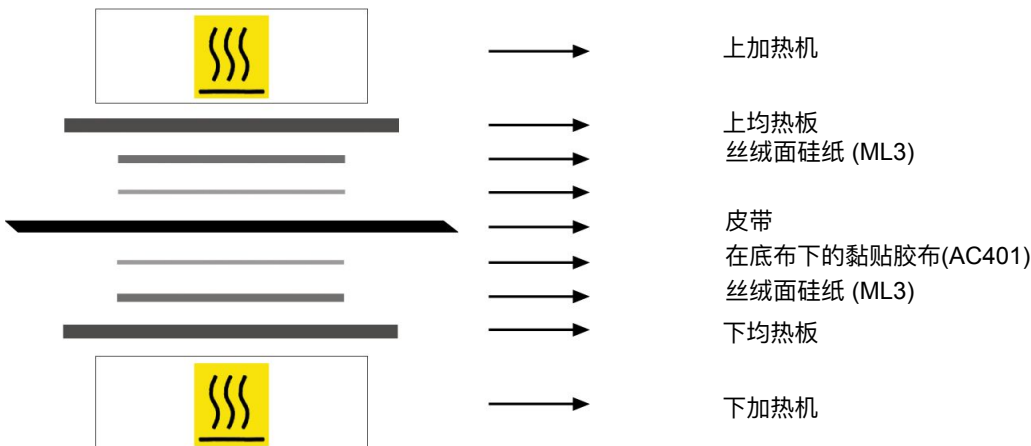 上加热机
上均热板
丝绒面硅纸 (ML3)
皮带
在底布下的黏贴胶布(AC401)
丝绒面硅纸 (ML3)
下均热板
下加热机